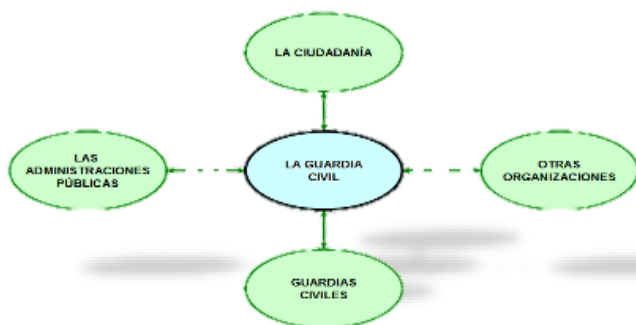 LA CIUDADANÍA
LAS
ADMINISTRACIONES
PÚBLICAS
LA GUARDIA
CIVIL
OTRAS
ORGANIZACIONES
GUARDIAS
CIVILES